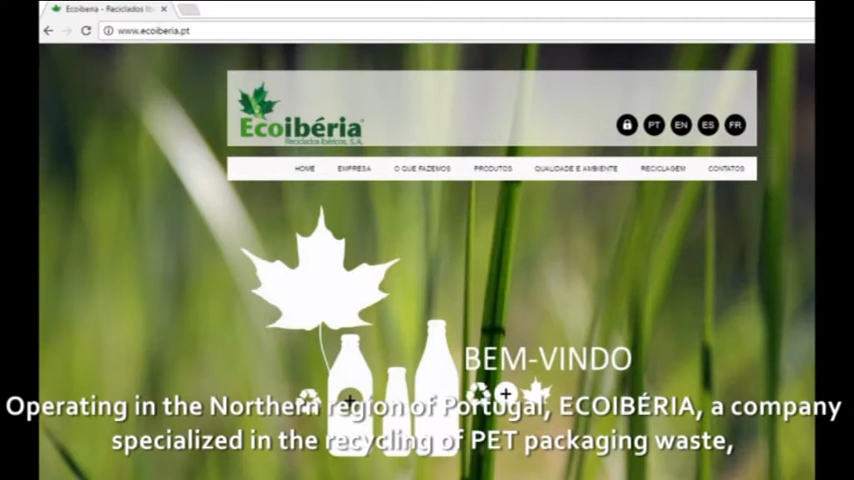 Ecoiberia - Reciclados Ib
www.ecoiberia.pt
Ecoibéria
Reciclados Ibéricos, S.A.
PT EN ES FR
HOME EMPRESA O QUE FAZEMOS PRODUTOS QUALIDADE E AMBIENTE RECICLAGEM CONTATOS
BEM-VINDO
Operating in the Northern region of Portugal, ECOIBÉRIA, a company
specialized in the recycling of PET packaging waste,